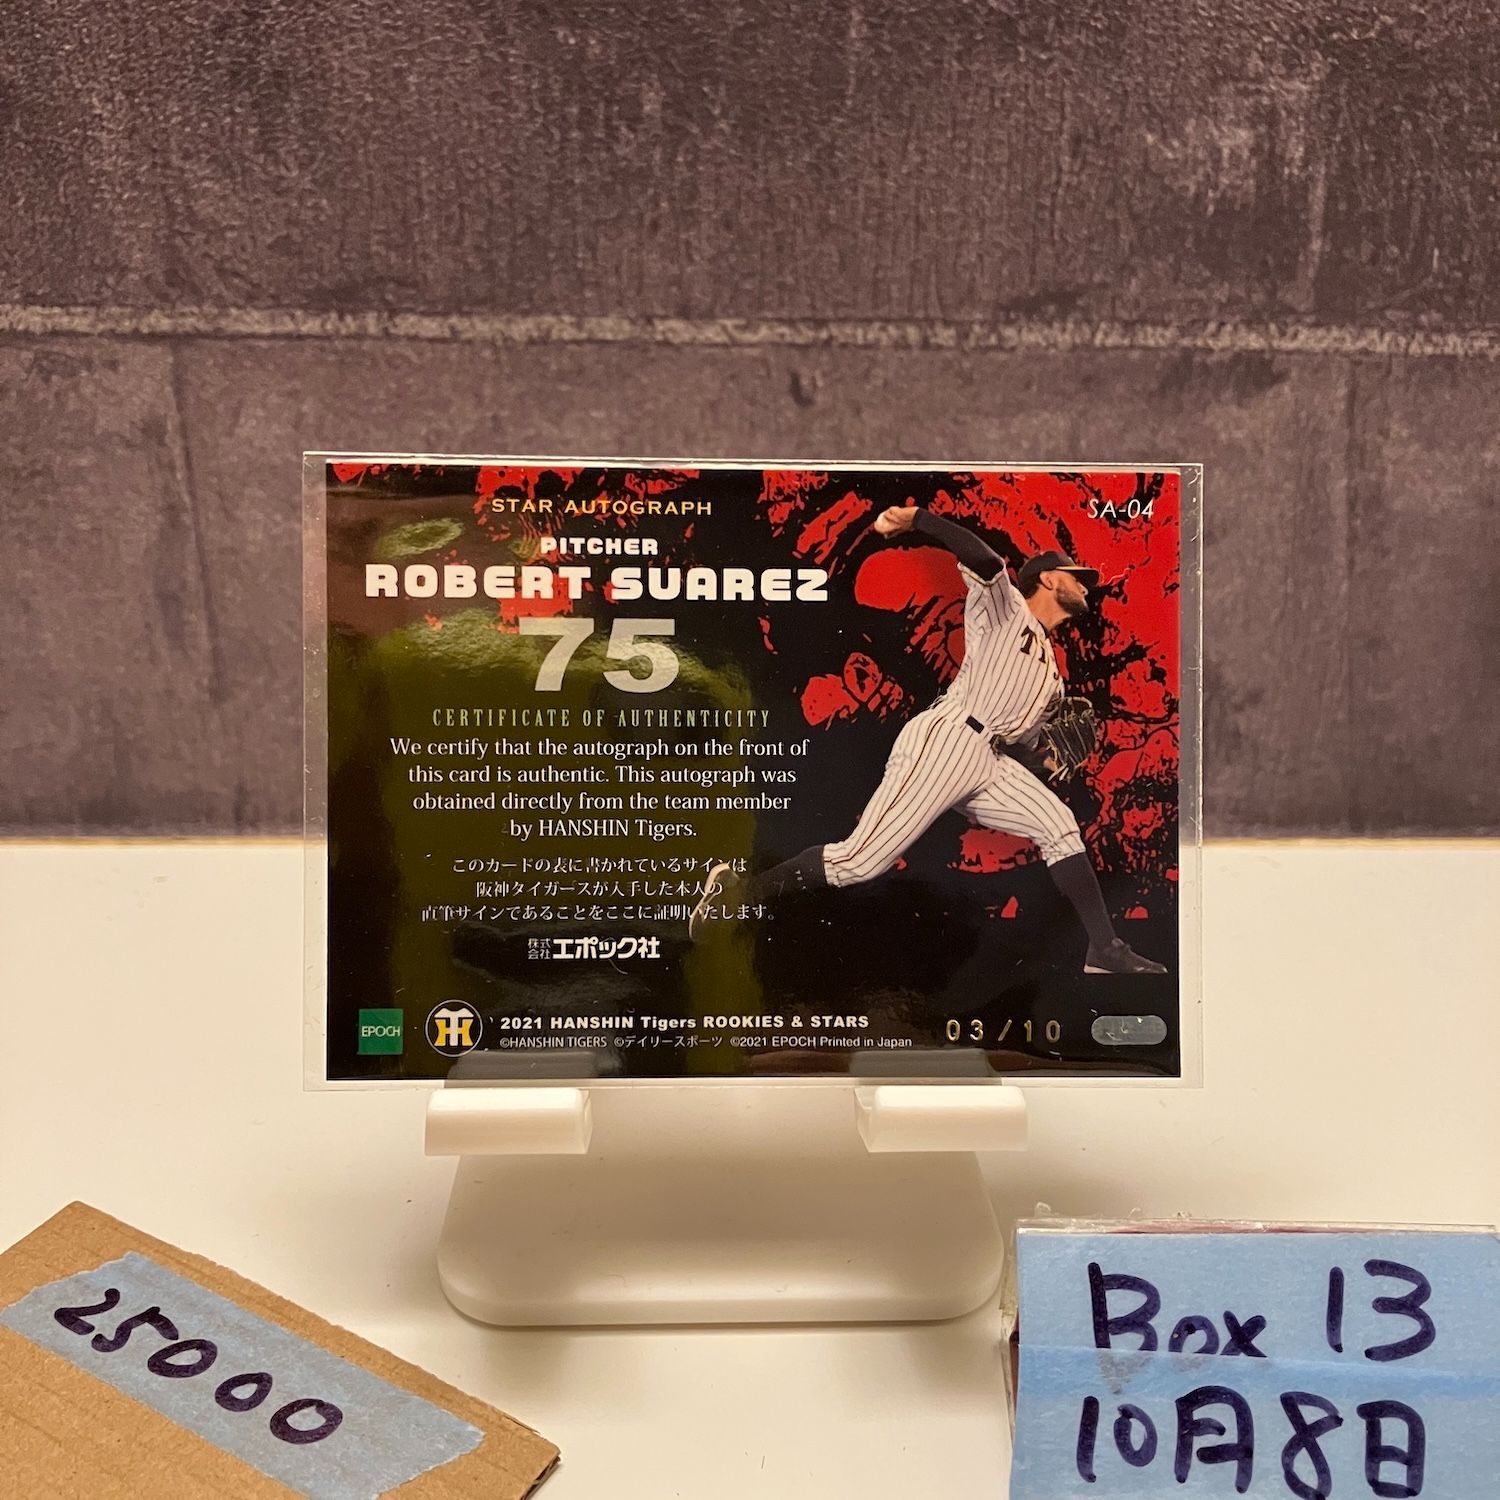 STAR AUTOGRAPH
SA-04
PITCHER
ROBERT SUAREZ
75
CERTIFICATE OF AUTHENTICITY
We certify that the autograph on the front of
this card is authentic. This autograph was
obtained directly from the team member
by HANSHIN Tigers.
このカードの表に書かれているサインは
阪神タイガースが入手した本人の
直筆サインであることをここに証明いたします。
株式会社エポック社
EPOCH
2021 HANSHIN Tigers ROOKIES & STARS
©HANSHIN TIGERS ©デイリースポーツ ©2021 EPOCH Printed in Japan
03/10
25000
Box 13
10月8日